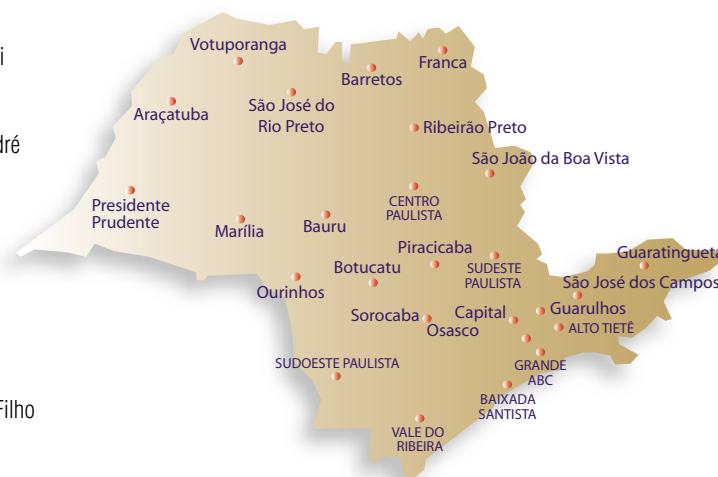 i
dré
Filho
Votuporanga
Franca
Barretos
Araçatuba
São José do
Rio Preto
Ribeirão Preto
São João da Boa Vista
Presidente
Prudente
CENTRO
PAULISTA
Marília
Bauru
Piracicaba
Guaratinguetá
Botucatu
SUDESTE
PAULISTA
São José dos Campos
Ourinhos
Sorocaba
Capital
Guarulhos
Osasco
ALTO TIETÊ
SUDOESTE PAULISTA
GRANDE
ABC
BAIXADA
SANTISTA
VALE DO
RIBEIRA